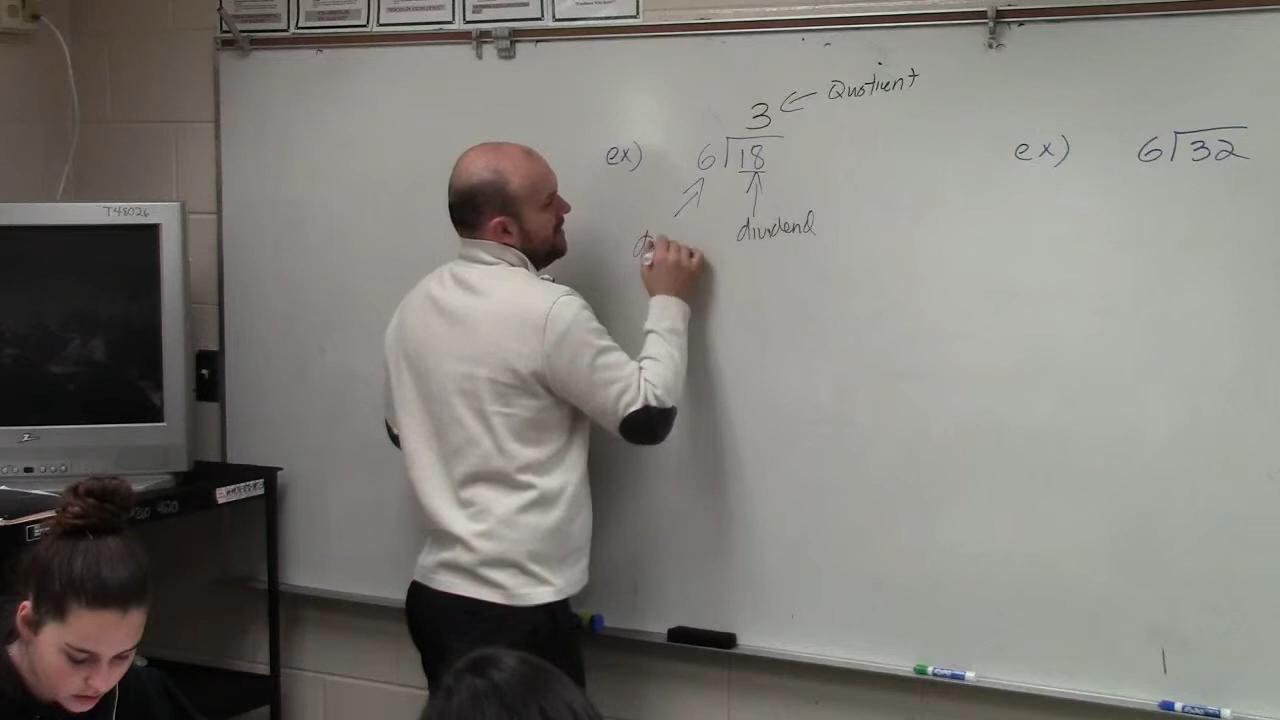 3 ← Quotient
ex) 6 18
dividend
d
ex) 6 32
T48026